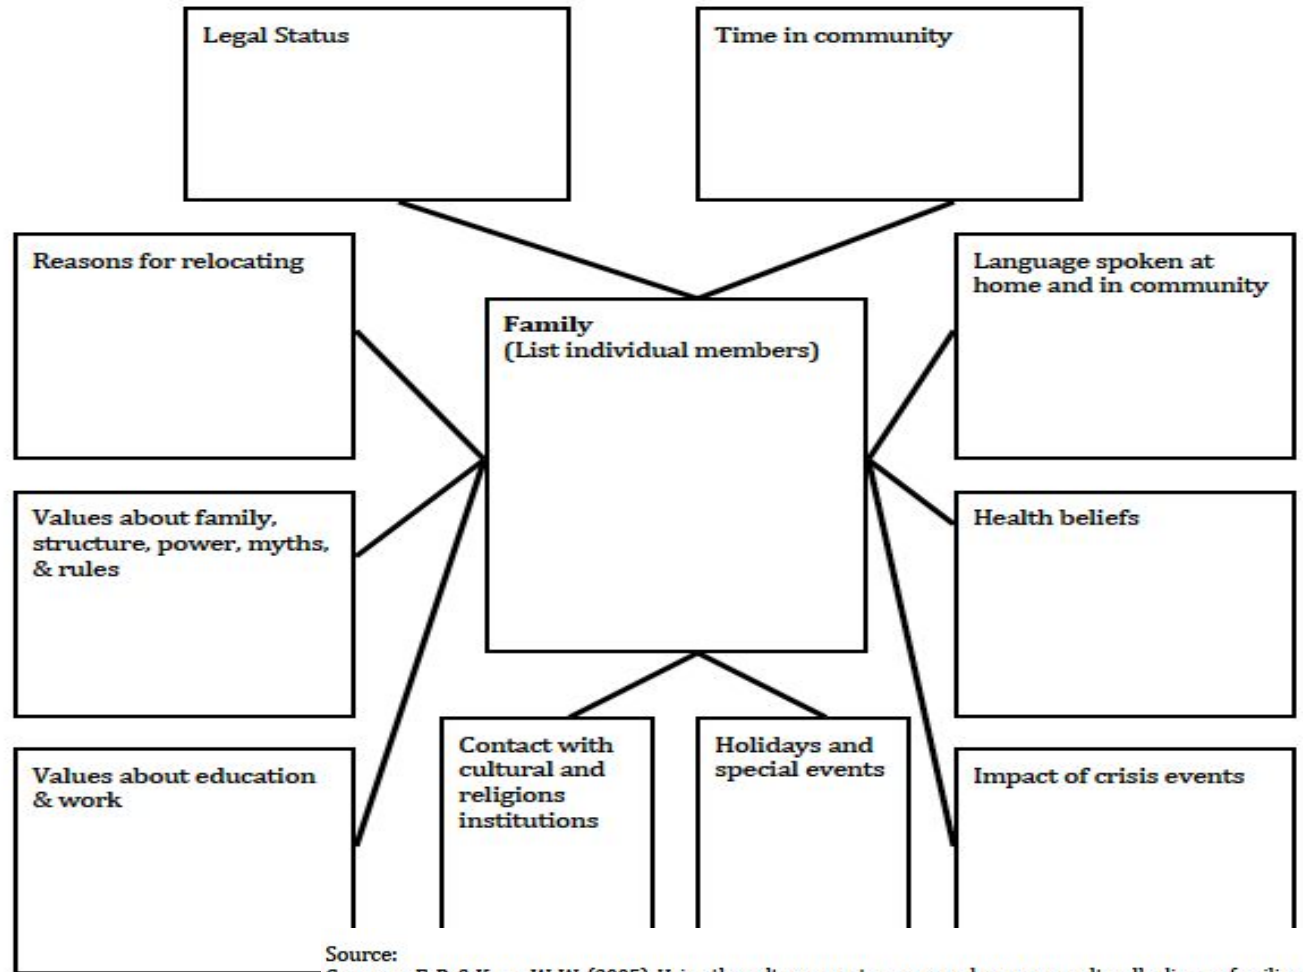 Legal Status
Time in community
Reasons for relocating
Language spoken at
home and in community
Family
(List individual members)
Values about family,
structure, power, myths,
& rules
Health beliefs
Values about education
& work
Contact with
cultural and
religions
institutions
Holidays and
special events
Impact of crisis events
Source:
(2005)